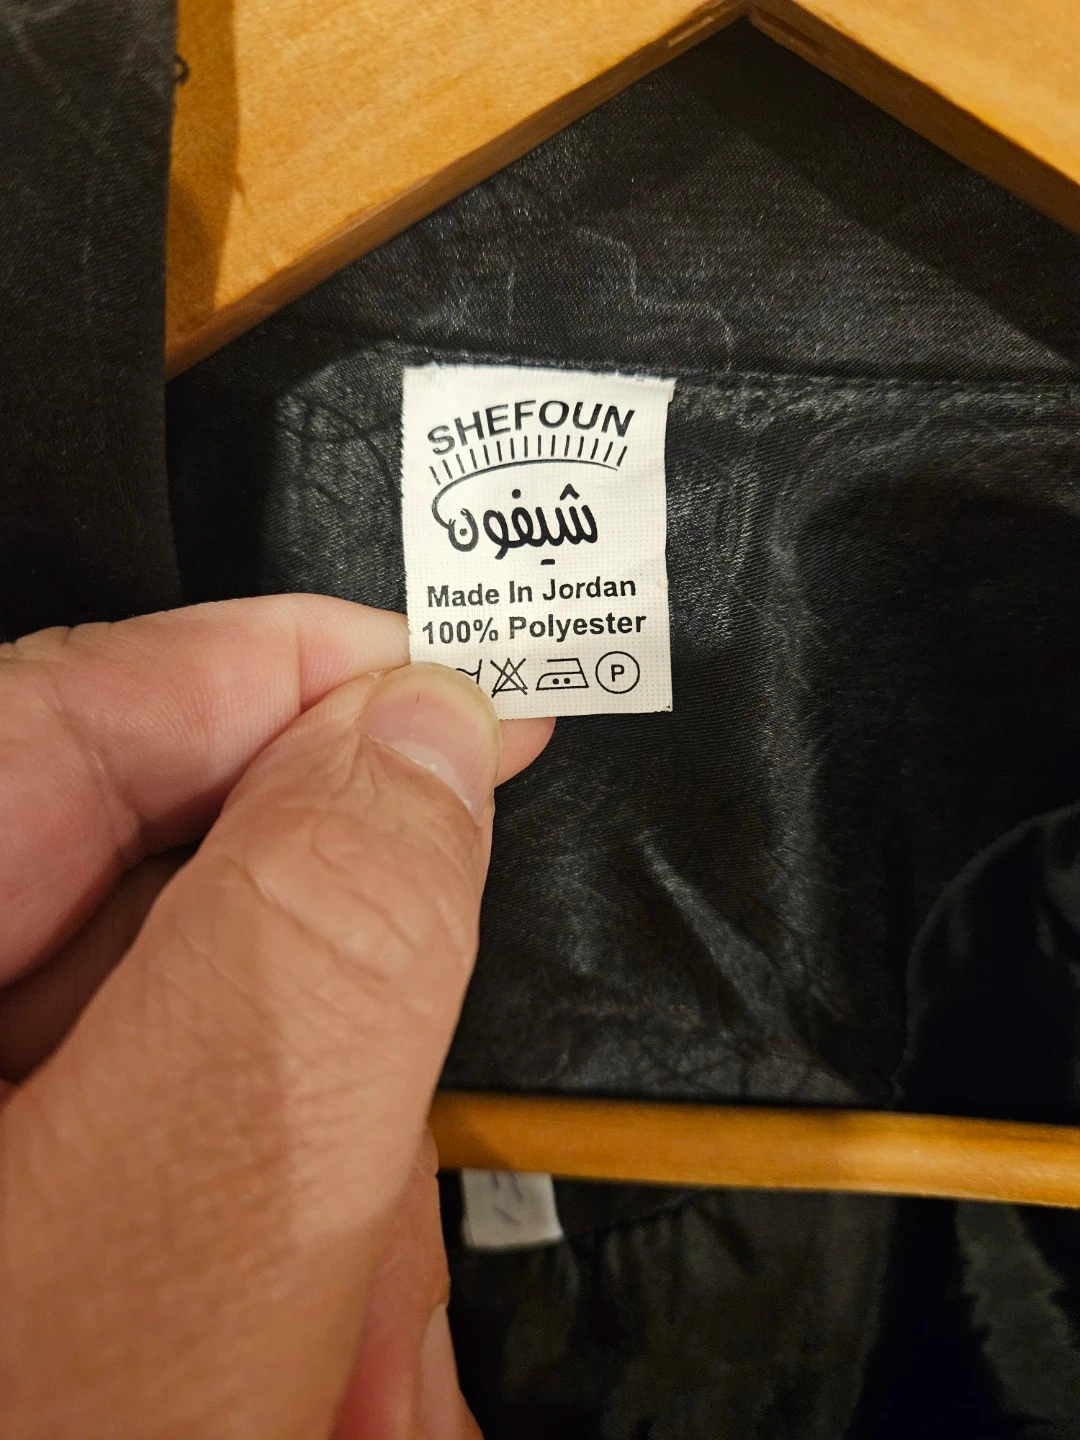 SHEFOUN
شيفون
Made In Jordan
100% Polyester
P